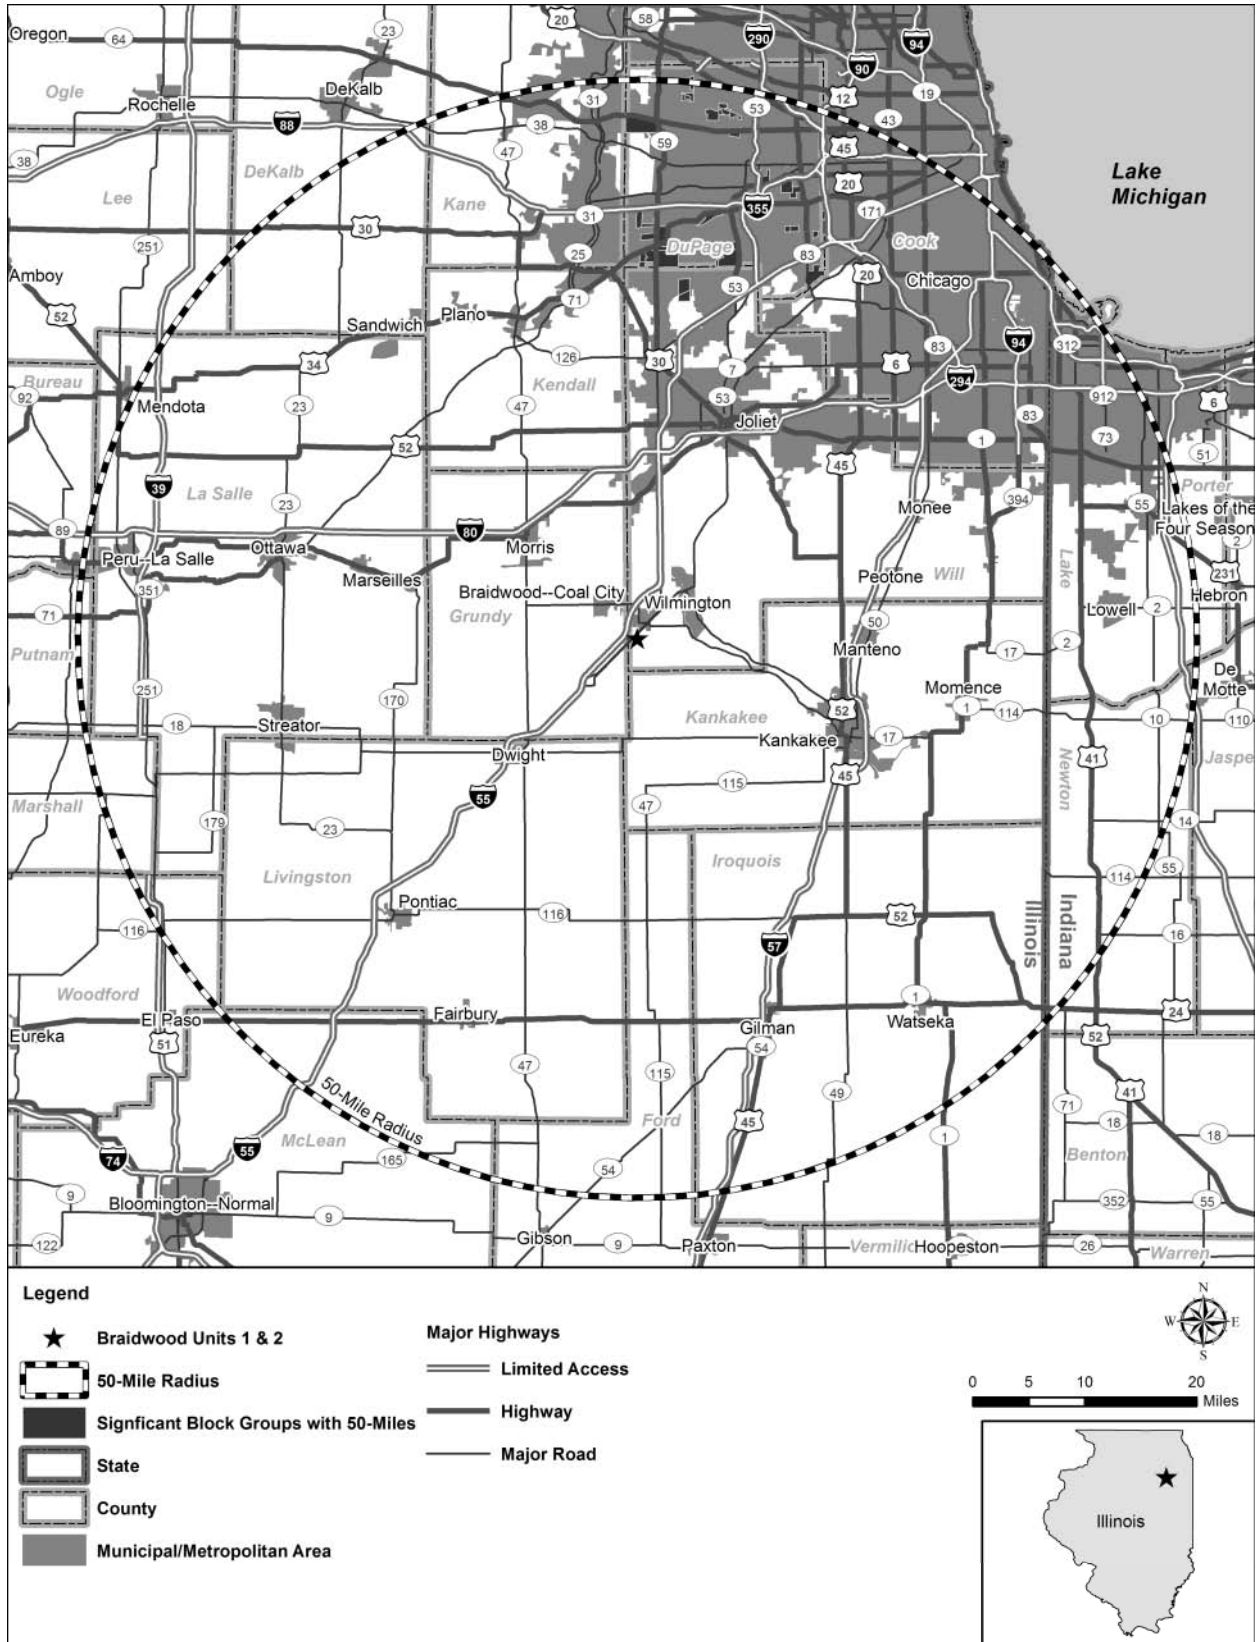 Oregon
64
23
20
58
290
94
90
Ogle
Rochelle
DeKalb
31
12
19
53
43
88
38
59
45
38
47
DeKalb
Lee
Kane
20
355
Lake
Michigan
31
171
30
251
25
DuPage
83
Cook
20
Amboy
53
Chicago
52
71
Plano
Sandwich
94
83
312
126
30
34
7
6
294
Bureau
92
Kendall
912
6
Mendota
23
47
53
83
Joliet
73
52
1
45
51
39
La Salle
23
394
Porter
Monee
55
Lakes of the
Four Season
89
80
2
Ottawa
Morris
Peru--La Salle
Marseilles
Peotone
Will
Lake
231
351
Braidwood--Coal City
Wilmington
Hebron
Lowell
2
71
Grundy
50
Putnam
Manteno
17
2
De
Motte
251
170
Momence
Streator
18
52
1
114
10
110
Kankakee
Kankakee
17
Dwight
41
Newton
Jaspe
115
45
55
47
Marshall
179
23
14
Iroquois
55
Livingston
114
Pontiac
116
52
Illinois
Indiana
116
16
57
Woodford
1
El Paso
Fairbury
24
Gilman
Watseka
Eureka
51
52
54
47
115
50-Mile Radius
49
41
71
45
Ford
McLean
1
18
18
55
74
165
54
Benton
9
Bloomington--Normal
352
55
9
Gibson
122
9
Paxton
Vermilic
Hoopeston
26
Warren
Legend
Braidwood Units 1 & 2
50-Mile Radius
Signficant Block Groups with 50-Miles
State
County
Municipal/Metropolitan Area
Major Highways
Limited Access
Highway
Major Road
N
W E
S
0 5 10 20
Miles
Illinois